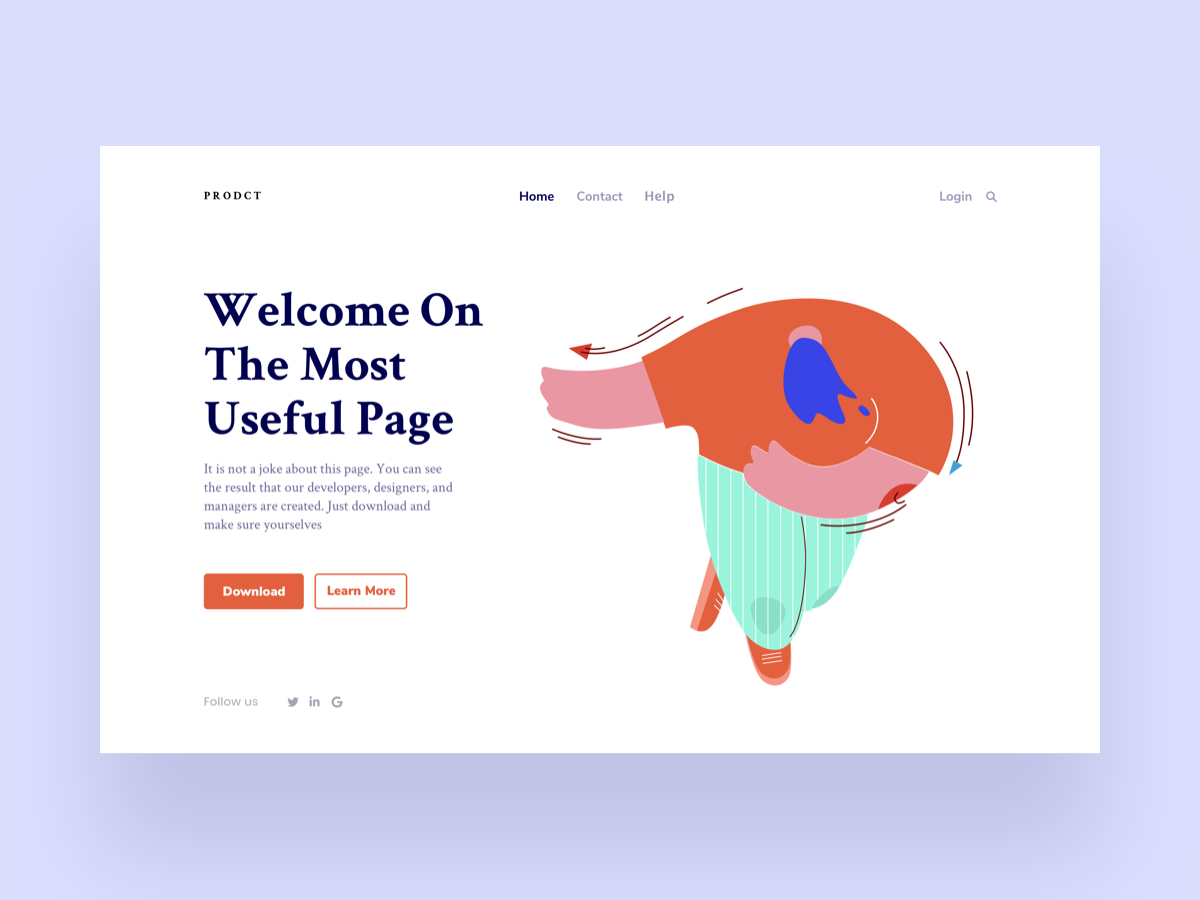 PRODCT
Home Contact Help
Login
Welcome On
The Most
Useful Page
It is not a joke about this page. You can see
the result that our developers, designers, and
managers are created. Just download and
make sure yourselves
Download
Learn More
Follow us